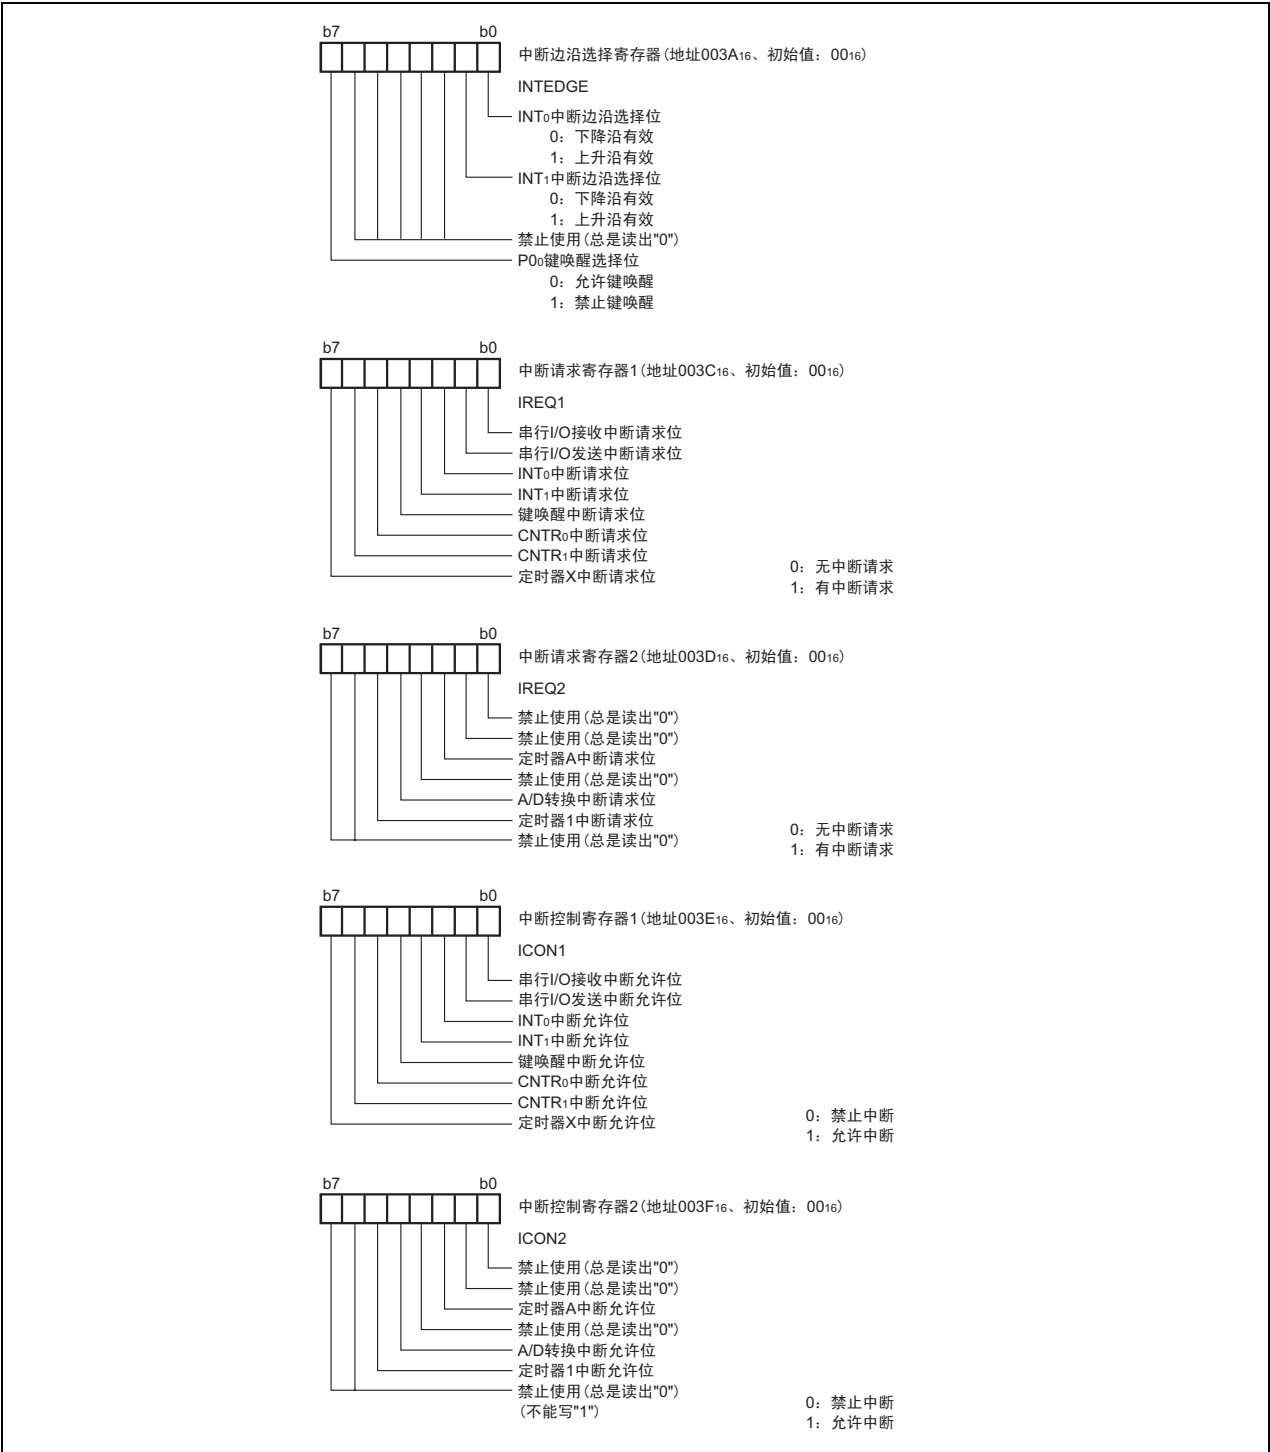 b7 b0
中断边沿选择寄存器(地址003A16、初始值：0016)
INTEDGE
INT0中断边沿选择位
0：下降沿有效
1：上升沿有效
INT1中断边沿选择位
0：下降沿有效
1：上升沿有效
禁止使用(总是读出"0")
P00键唤醒选择位
0：允许键唤醒
1：禁止键唤醒
b7 b0
中断请求寄存器1(地址003C16、初始值：0016)
IREQ1
串行I/O接收中断请求位
串行I/O发送中断请求位
INT0中断请求位
INT1中断请求位
键唤醒中断请求位
CNTR0中断请求位
CNTR1中断请求位
定时器X中断请求位
0：无中断请求
1：有中断请求
b7 b0
中断请求寄存器2(地址003D16、初始值：0016)
IREQ2
禁止使用(总是读出"0")
禁止使用(总是读出"0")
定时器A中断请求位
禁止使用(总是读出"0")
A/D转换中断请求位
定时器1中断请求位
禁止使用(总是读出"0")
0：无中断请求
1：有中断请求
b7 b0
中断控制寄存器1(地址003E16、初始值：0016)
ICON1
串行I/O接收中断允许位
串行I/O发送中断允许位
INT0中断允许位
INT1中断允许位
键唤醒中断允许位
CNTR0中断允许位
CNTR1中断允许位
定时器X中断允许位
0：禁止中断
1：允许中断
b7 b0
中断控制寄存器2(地址003F16、初始值：0016)
ICON2
禁止使用(总是读出"0")
禁止使用(总是读出"0")
定时器A中断允许位
禁止使用(总是读出"0")
A/D转换中断允许位
定时器1中断允许位
禁止使用(总是读出"0")
(不能写"1")
0：禁止中断
1：允许中断